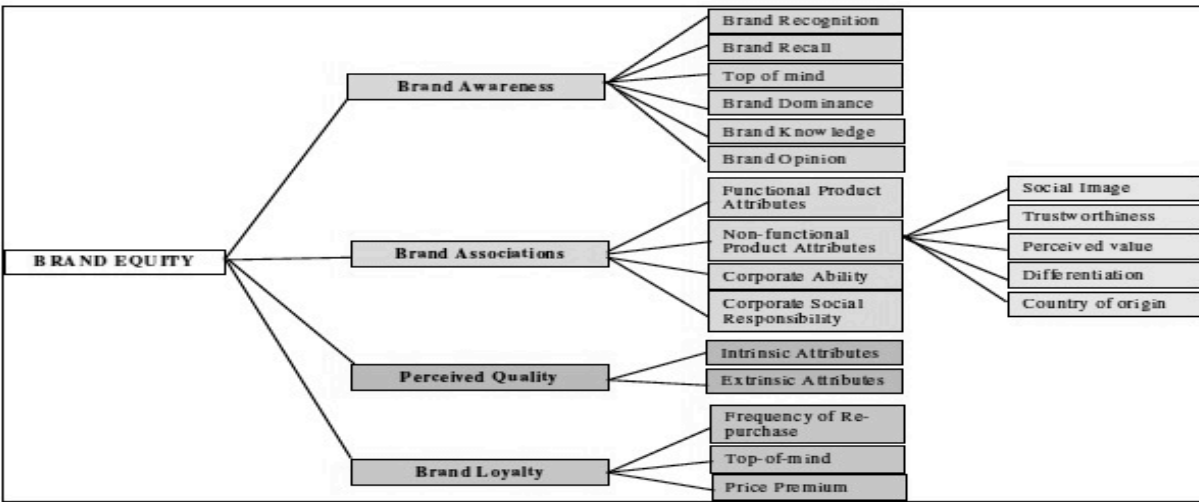 Brand Recognition
Brand Recall
Brand Awareness
Top of mind
Brand Dominance
Brand Knowledge
Brand Opinion
Functional Product
Attributes
Social Image
Trustworthiness
BRAND EQUITY
Brand Associations
Non-functional
Product Attributes
Perceived value
Corporate Ability
Differentiation
Corporate Social
Responsibility
Country of origin
Perceived Quality
Intrinsic Attributes
Extrinsic Attributes
Frequency of Re-
purchase
Brand Loyalty
Top-of-mind
Price Premium